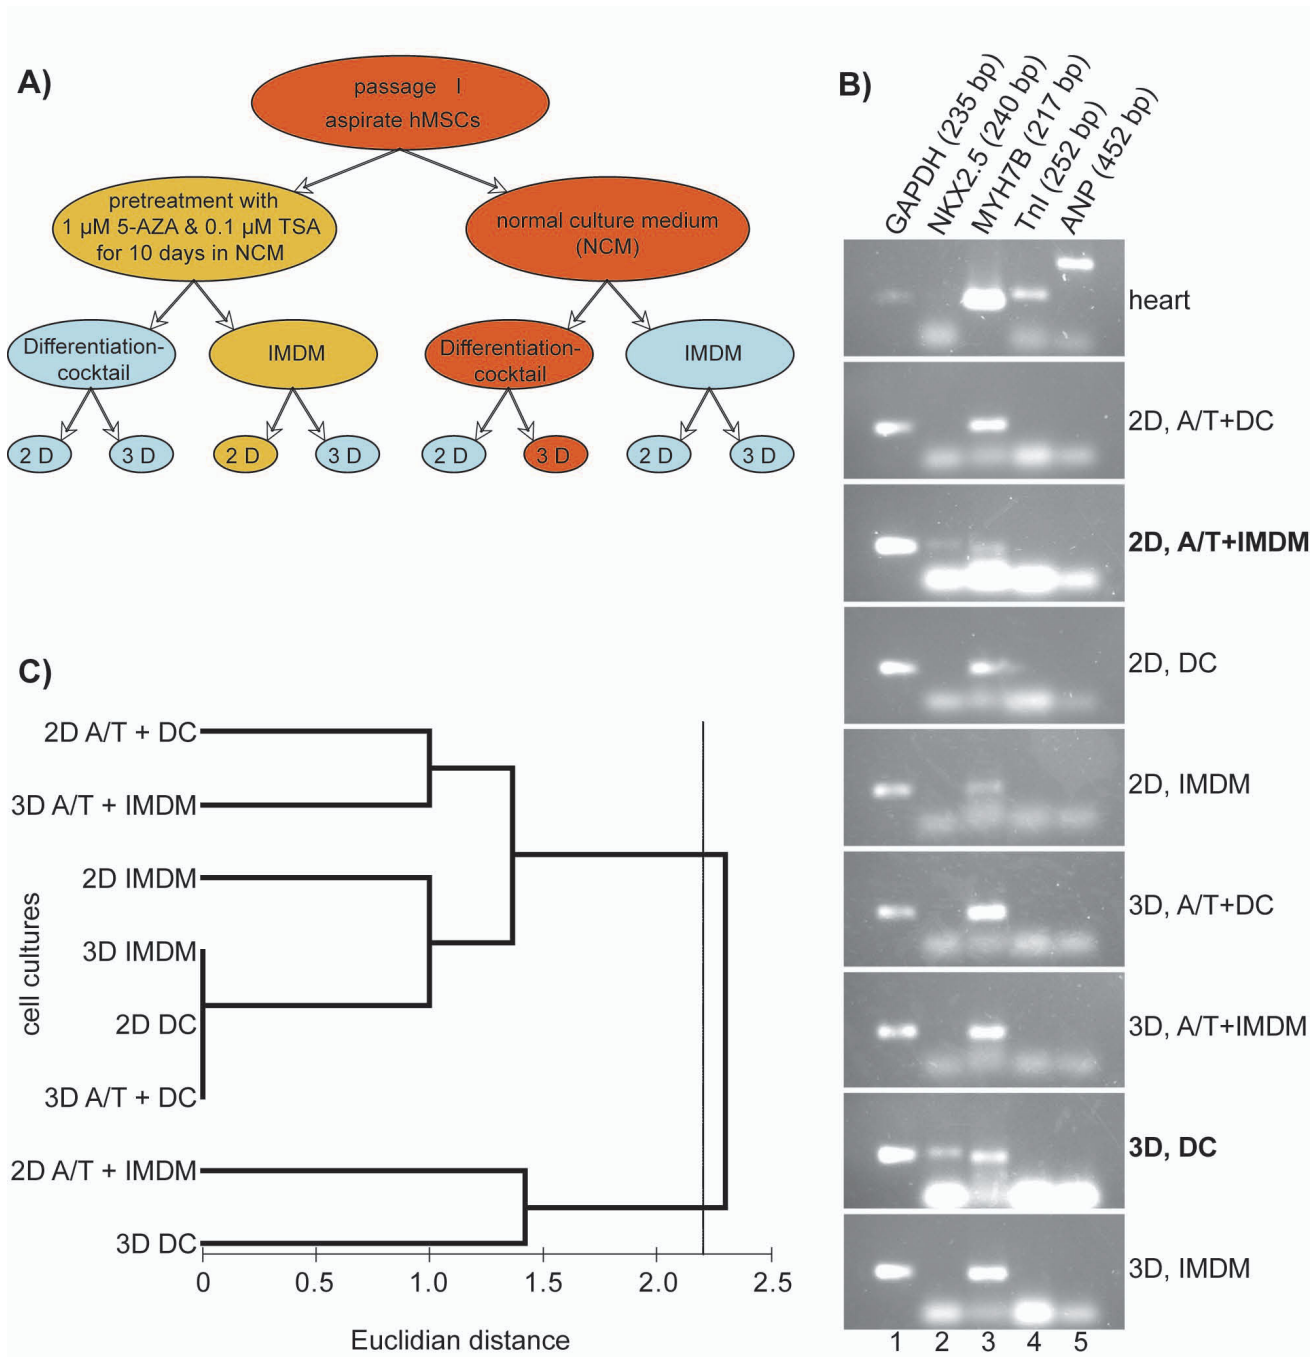 A)
passage I
aspirate hMSCs
pretreatment with
1 µM 5-AZA & 0.1 µM TSA
for 10 days in NCM
normal culture medium
(NCM)
Differentiation-
cocktail
IMDM
Differentiation-
cocktail
IMDM
2 D
3 D
2 D
3 D
2 D
3 D
2 D
3 D
B)
GAPDH (235 bp)
NKX2.5 (240 bp)
MYH7B (217 bp)
TnI (252 bp)
ANP (452 bp)
heart
2D, A/T+DC
2D, A/T+IMDM
2D, DC
2D, IMDM
3D, A/T+DC
3D, A/T+IMDM
3D, DC
3D, IMDM
1 2 3 4 5
C)
cell cultures
2D A/T + DC
3D A/T + IMDM
2D IMDM
3D IMDM
2D DC
3D A/T + DC
2D A/T + IMDM
3D DC
0 0.5 1.0 1.5 2.0 2.5
Euclidian distance